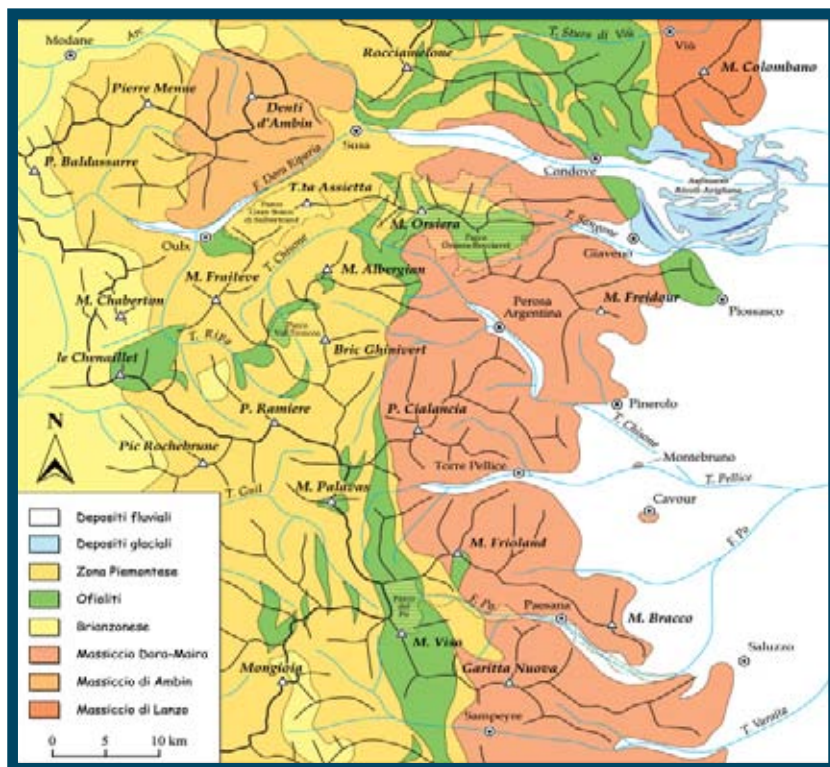 Modane
Arc
T. Stura di Viù
Viù
Rocciamelone
M. Colombano
Pierre Menue
Denti
d'Ambin
Susa
P. Baldassarre
F. Dora Riparia
Condove
T.ta Assietta
M. Orsiera
T. Sangone
Giaveno
Oulx
T. Chisone
M. Albergian
M. Fraiteve
Perosa
Argentina
M. Freidour
Piossasco
M. Chaberton
T. Ripa
Bric Ghinivert
le Chenaillet
N
P. Ramiere
P. Cialancia
Pinerolo
T. Chisone
Pic Rochebrune
Montebruno
Torre Pellice
T. Pellice
T. Guil
M. Palavas
Cavour
F. Po
M. Frioland
F. Po
Paesana
M. Bracco
M. Viso
Saluzzo
Mongioia
Garitta Nuova
Sampeyre
T. Varaita
Depositi fluviali
Depositi glaciali
Zona Piemontese
Ofioliti
Brianzonese
Massiccio Dora-Maira
Massiccio di Ambin
Massiccio di Lanzo
0 5 10 km